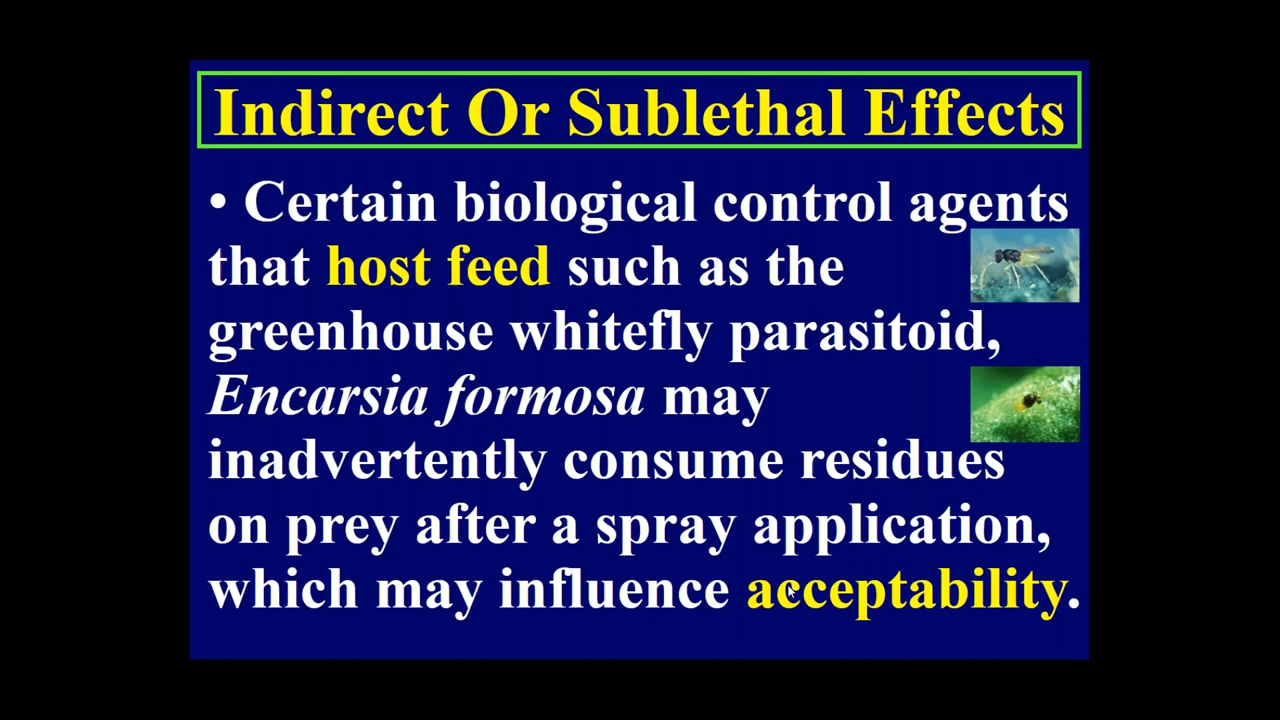 Indirect Or Sublethal Effects
• Certain biological control agents
that host feed such as the
greenhouse whitefly parasitoid,
Encarsia formosa may
inadvertently consume residues
on prey after a spray application,
which may influence acceptability.